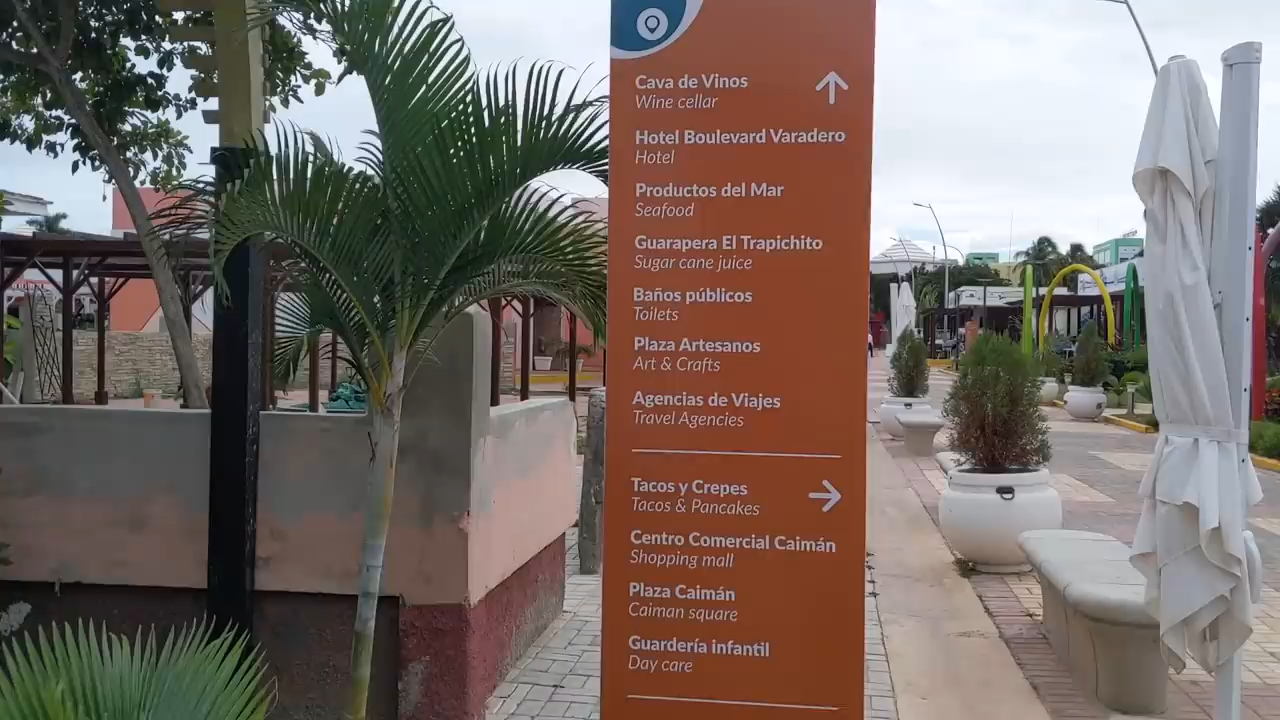 Cava de Vinos
Wine cellar
Hotel Boulevard Varadero
Hotel
Productos del Mar
Seafood
Guarapera El Trapichito
Sugar cane juice
Baños públicos
Toilets
Plaza Artesanos
Art & Crafts
Agencias de Viajes
Travel Agencies
Tacos y Crepes
Tacos & Pancakes
Centro Comercial Caimán
Shopping mall
Plaza Caimán
Caiman square
Guardería infantil
Day care